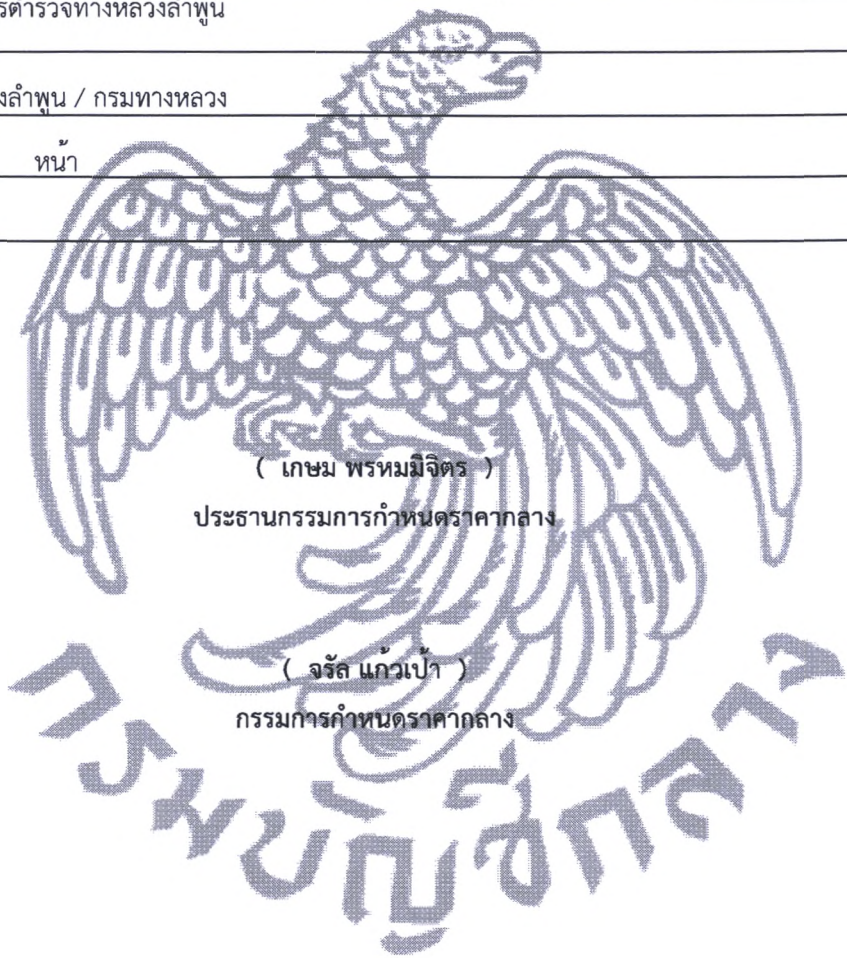 รตำรวจทางหลวงลำพูน
งลำพูน / กรมทางหลวง
หน้า
( เกษม พรหมมิจิตร )
ประธานกรรมการกำหนดราคากลาง
( จรัล แก้วเป้า )
กรรมการกำหนดราคากลาง
กรมบัญชีกลาง